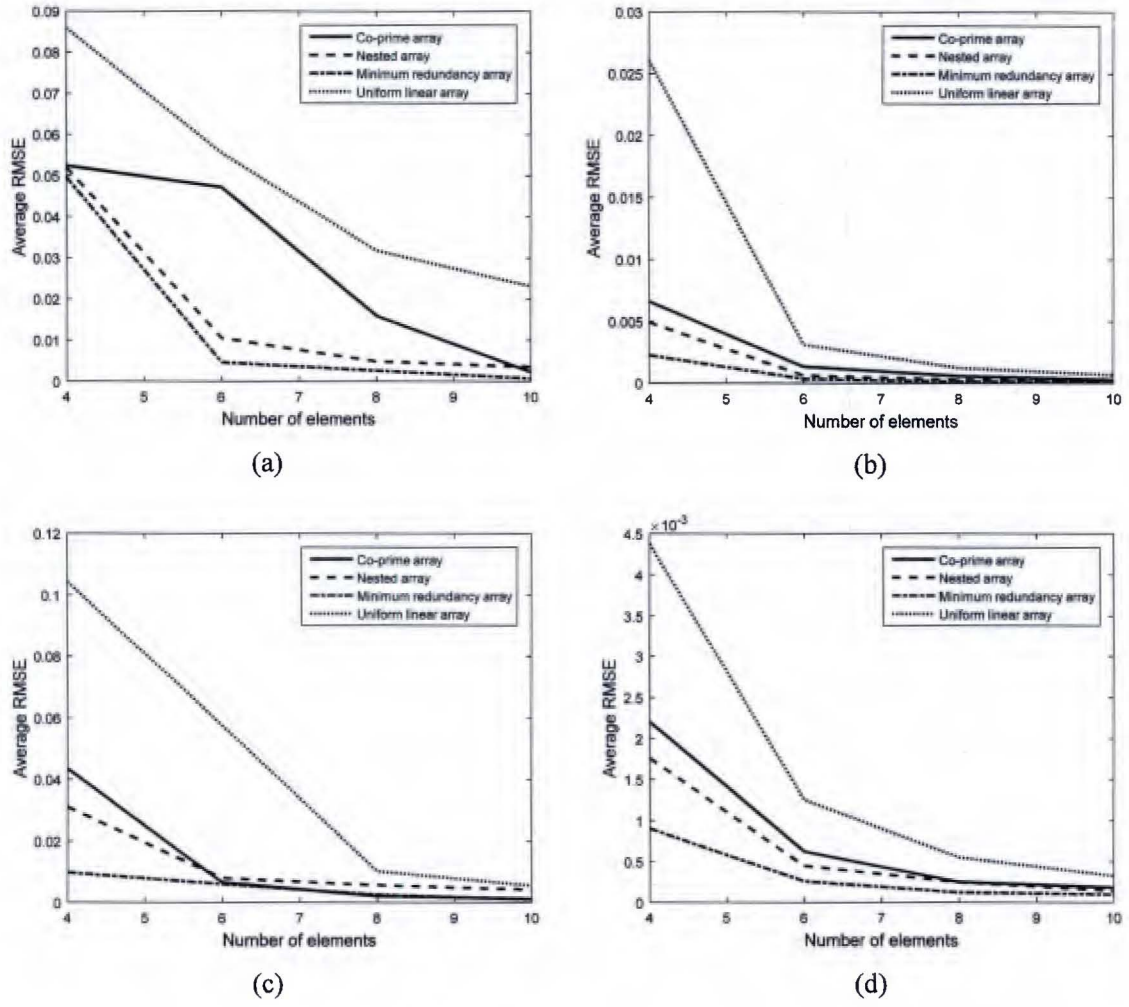 0.09
0.08
0.07
0.06
0.05
0.04
0.03
0.02
0.01
0
Average RMSE
Co-prime array
Nested array
Minimum redundancy array
Uniform linear array
4 5 6 7 8 9 10
Number of elements
(a)
0.03
0.025
0.02
0.015
0.01
0.005
0
Average RMSE
Co-prime array
Nested array
Minimum redundancy array
Uniform linear array
4 5 6 7 8 9 10
Number of elements
(b)
0.12
0.1
0.08
0.06
0.04
0.02
0
Average RMSE
Co-prime array
Nested array
Minimum redundancy array
Uniform linear array
4 5 6 7 8 9 10
Number of elements
(c)
×10⁻³
4.5
4
3.5
3
2.5
2
1.5
1
0.5
0
Average RMSE
Co-prime array
Nested array
Minimum redundancy array
Uniform linear array
4 5 6 7 8 9 10
Number of elements
(d)